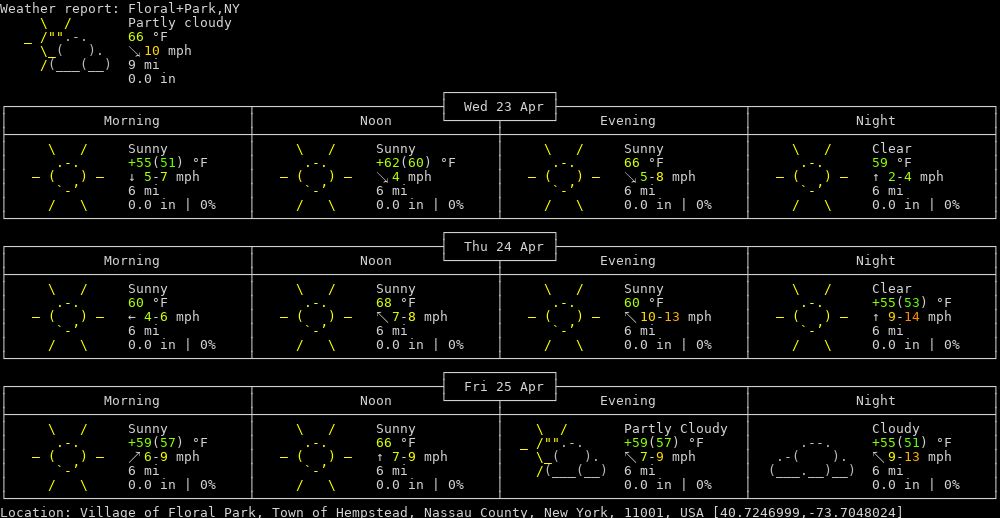 Weather report: Floral+Park,NY
Partly cloudy
66 °F
↘ 10 mph
9 mi
0.0 in
Wed 23 Apr
Morning Noon Evening Night
Sunny Sunny Sunny Clear
+55(51) °F +62(60) °F 66 °F 59 °F
↓ 5-7 mph ↘ 4 mph ↘ 5-8 mph ↑ 2-4 mph
6 mi 6 mi 6 mi 6 mi
0.0 in | 0% 0.0 in | 0% 0.0 in | 0% 0.0 in | 0%
Thu 24 Apr
Morning Noon Evening Night
Sunny Sunny Sunny Clear
60 °F 68 °F 60 °F +55(53) °F
← 4-6 mph ↖ 7-8 mph ↖ 10-13 mph ↑ 9-14 mph
6 mi 6 mi 6 mi 6 mi
0.0 in | 0% 0.0 in | 0% 0.0 in | 0% 0.0 in | 0%
Fri 25 Apr
Morning Noon Evening Night
Sunny Sunny Partly Cloudy Cloudy
+59(57) °F 66 °F +59(57) °F +55(51) °F
↗ 6-9 mph ↑ 7-9 mph ↖ 7-9 mph ↖ 9-13 mph
6 mi 6 mi 6 mi 6 mi
0.0 in | 0% 0.0 in | 0% 0.0 in | 0% 0.0 in | 0%
Location: Village of Floral Park, Town of Hempstead, Nassau County, New York, 11001, USA [40.7246999,-73.7048024]